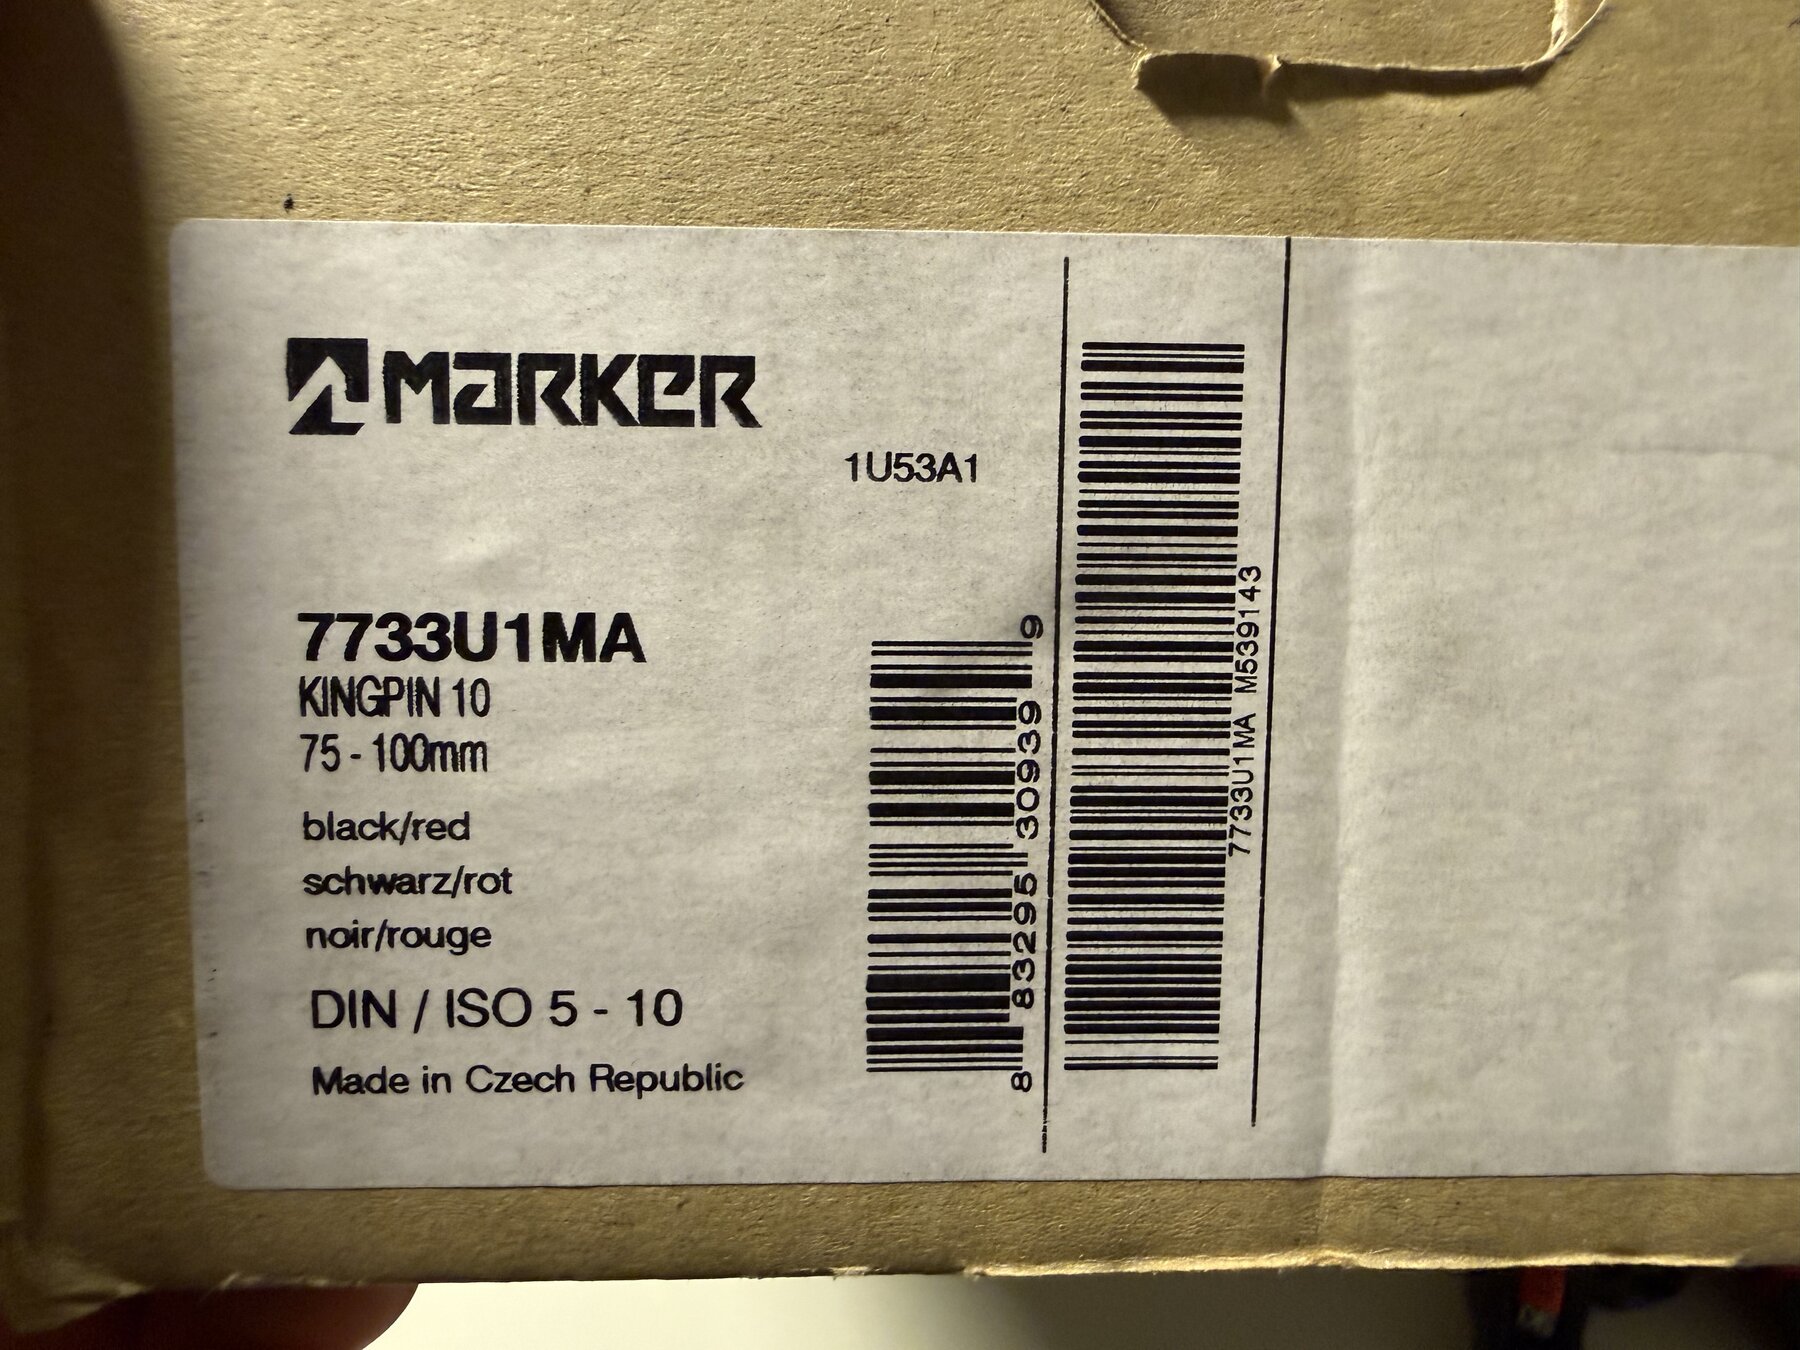 MARKER
1U53A1
7733U1MA
KINGPIN 10
75 - 100mm
black/red
schwarz/rot
noir/rouge
DIN / ISO 5 - 10
Made in Czech Republic
8 83295 30939 9
7733U1MA M539143